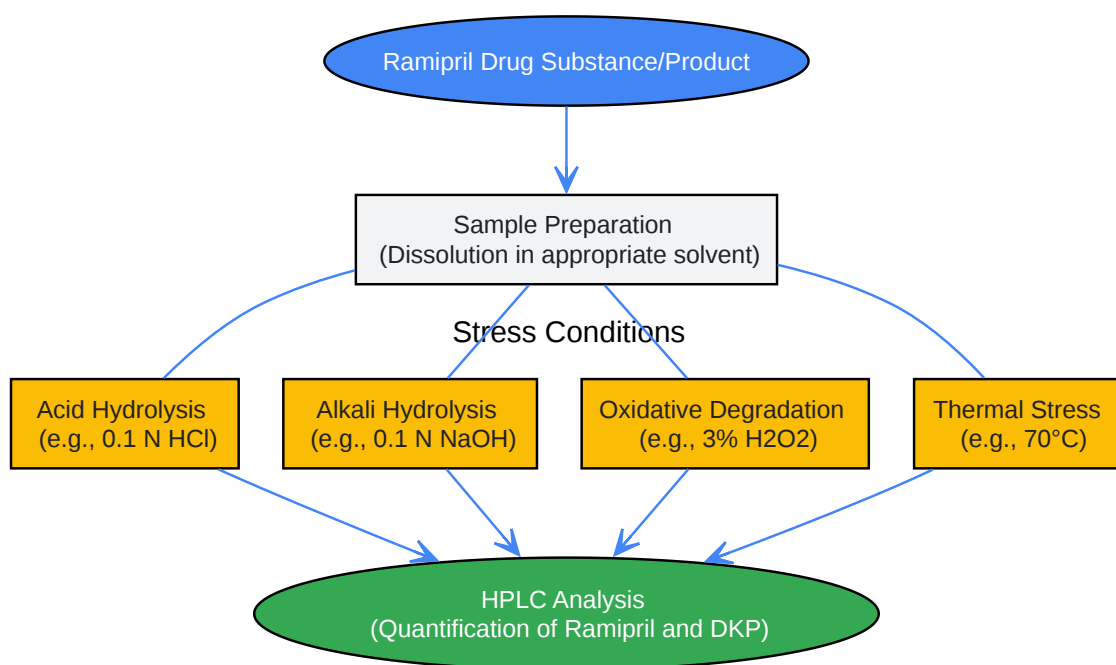 Ramipril Drug Substance/Product
Sample Preparation
(Dissolution in appropriate solvent)
Stress Conditions
Acid Hydrolysis
(e.g., 0.1 N HCl)
Alkali Hydrolysis
(e.g., 0.1 N NaOH)
Oxidative Degradation
(e.g., 3% H2O2)
Thermal Stress
(e.g., 70°C)
HPLC Analysis
(Quantification of Ramipril and DKP)